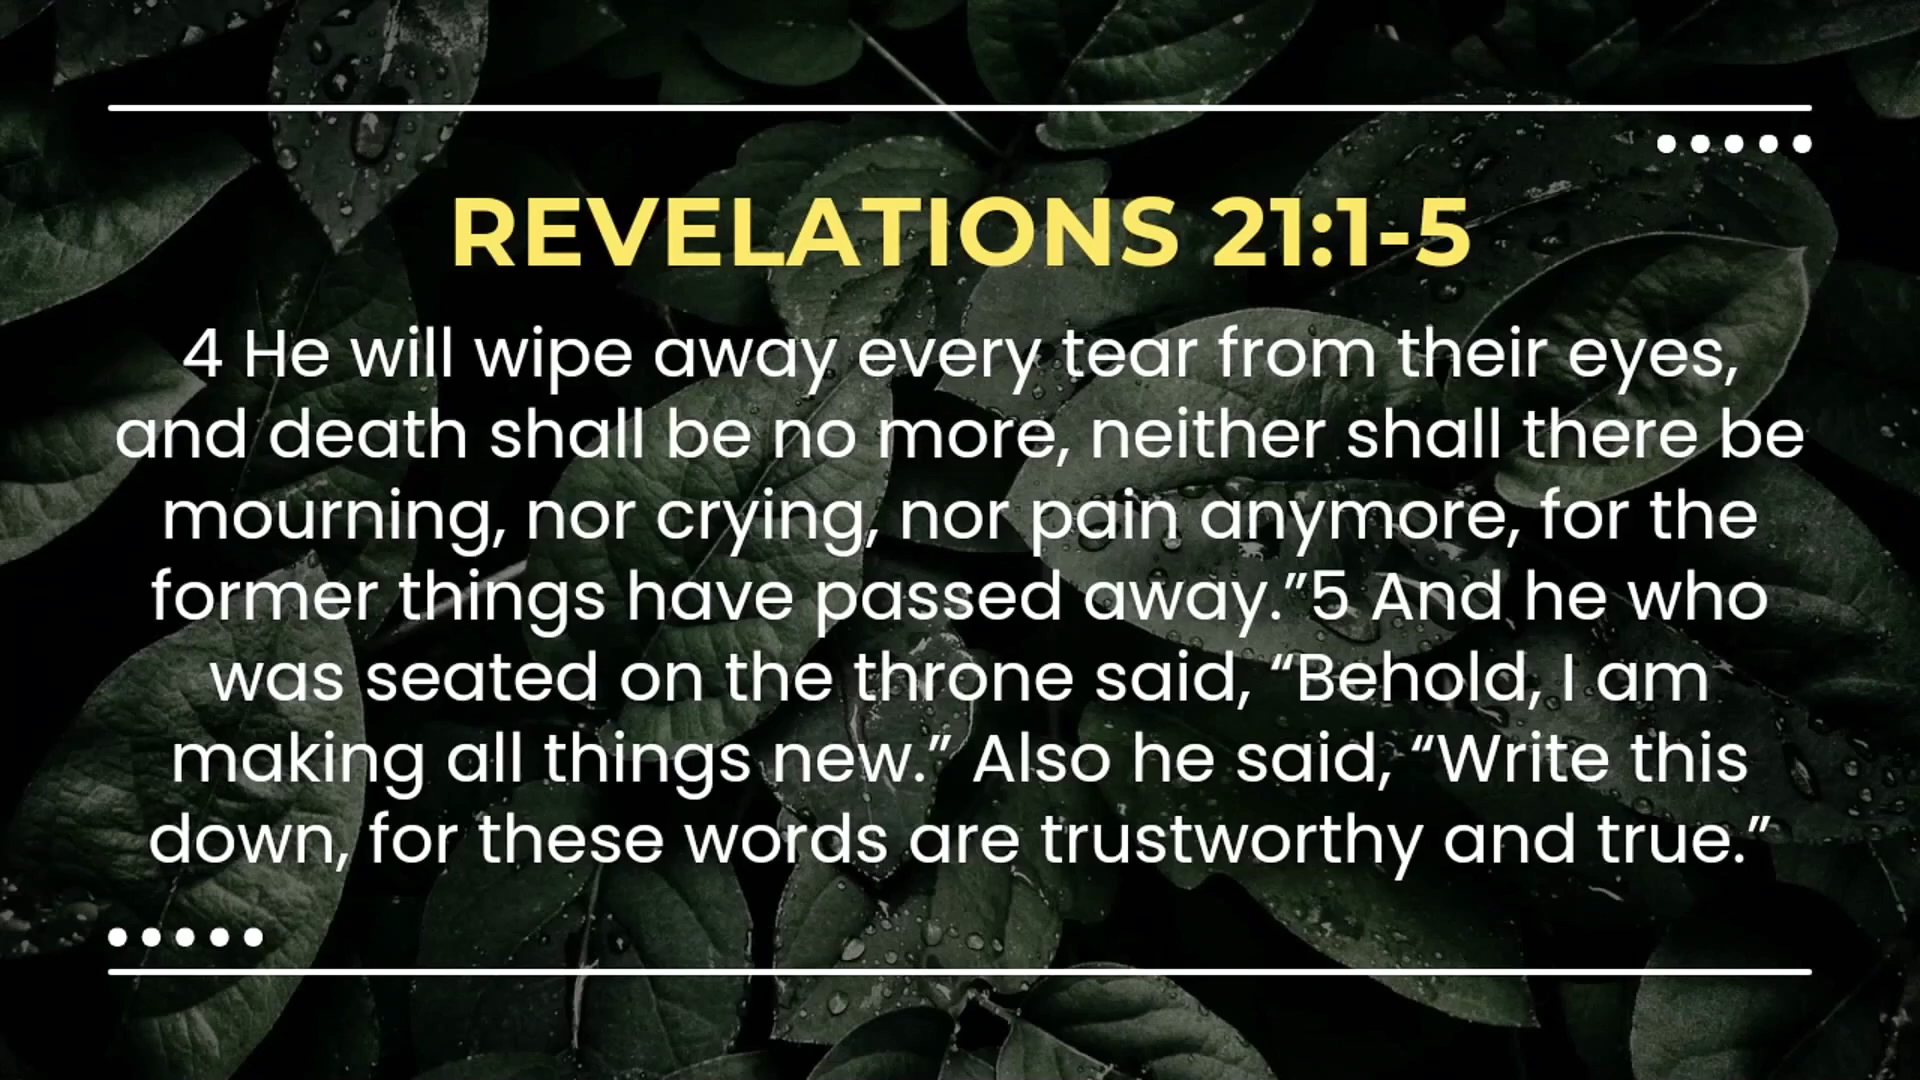 REVELATIONS 21:1-5
4 He will wipe away every tear from their eyes,
and death shall be no more, neither shall there be
mourning, nor crying, nor pain anymore, for the
former things have passed away.”5 And he who
was seated on the throne said, “Behold, I am
making all things new.” Also he said, “Write this
down, for these words are trustworthy and true.”